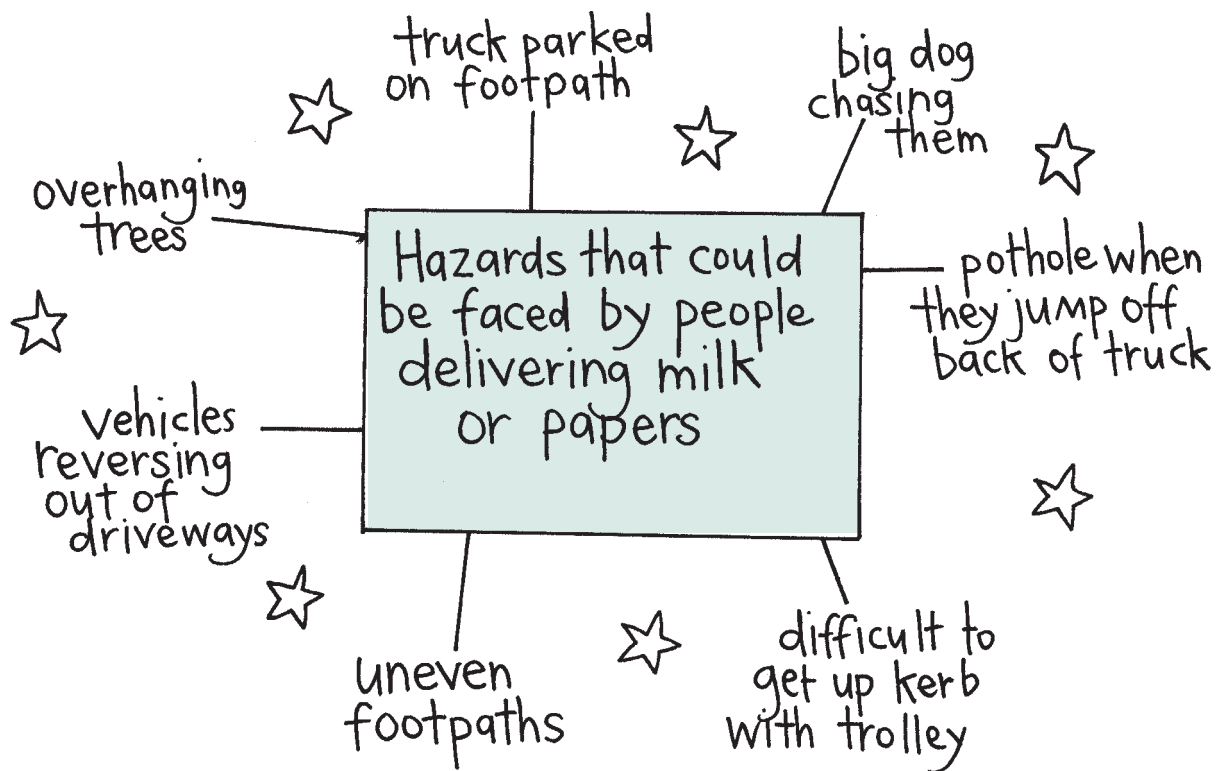 truck parked
on footpath
big dog
chasing
them
overhanging
trees
Hazards that could
be faced by people
delivering milk
or papers
pothole when
they jump off
back of truck
vehicles
reversing
out of
driveways
uneven
footpaths
difficult to
get up kerb
with trolley